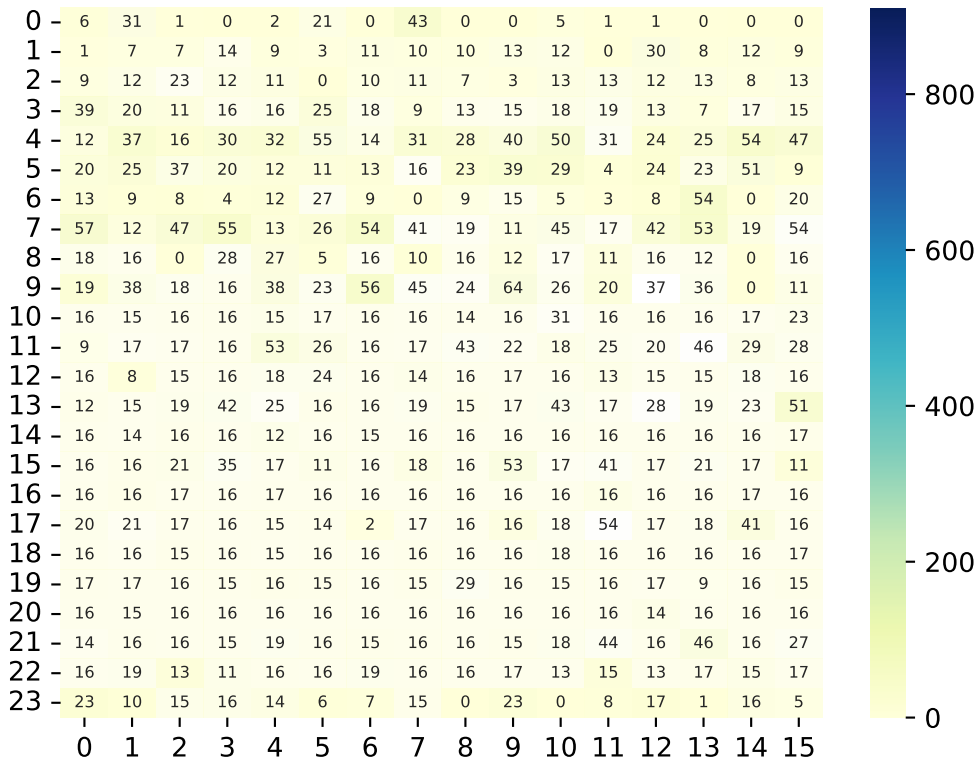 0 6 31 1 0 2 21 0 43 0 0 5 1 1 0 0 0
1 1 7 7 14 9 3 11 10 10 13 12 0 30 8 12 9
2 9 12 23 12 11 0 10 11 7 3 13 13 12 13 8 13
3 39 20 11 16 16 25 18 9 13 15 18 19 13 7 17 15
4 12 37 16 30 32 55 14 31 28 40 50 31 24 25 54 47
5 20 25 37 20 12 11 13 16 23 39 29 4 24 23 51 9
6 13 9 8 4 12 27 9 0 9 15 5 3 8 54 0 20
7 57 12 47 55 13 26 54 41 19 11 45 17 42 53 19 54
8 18 16 0 28 27 5 16 10 16 12 17 11 16 12 0 16
9 19 38 18 16 38 23 56 45 24 64 26 20 37 36 0 11
10 16 15 16 16 15 17 16 16 14 16 31 16 16 16 17 23
11 9 17 17 16 53 26 16 17 43 22 18 25 20 46 29 28
12 16 8 15 16 18 24 16 14 16 17 16 13 15 15 18 16
13 12 15 19 42 25 16 16 19 15 17 43 17 28 19 23 51
14 16 14 16 16 12 16 15 16 16 16 16 16 16 16 16 17
15 16 16 21 35 17 11 16 18 16 53 17 41 17 21 17 11
16 16 16 17 16 17 16 16 16 16 16 16 16 16 16 17 16
17 20 21 17 16 15 14 2 17 16 16 18 54 17 18 41 16
18 16 16 15 16 15 16 16 16 16 16 18 16 16 16 16 17
19 17 17 16 15 16 15 16 15 29 16 15 16 17 9 16 15
20 16 15 16 16 16 16 16 16 16 16 16 16 14 16 16 16
21 14 16 16 15 19 16 15 16 16 15 18 44 16 46 16 27
22 16 19 13 11 16 16 19 16 16 17 13 15 13 17 15 17
23 23 10 15 16 14 6 7 15 0 23 0 8 17 1 16 5
0 1 2 3 4 5 6 7 8 9 10 11 12 13 14 15
800
600
400
200
0